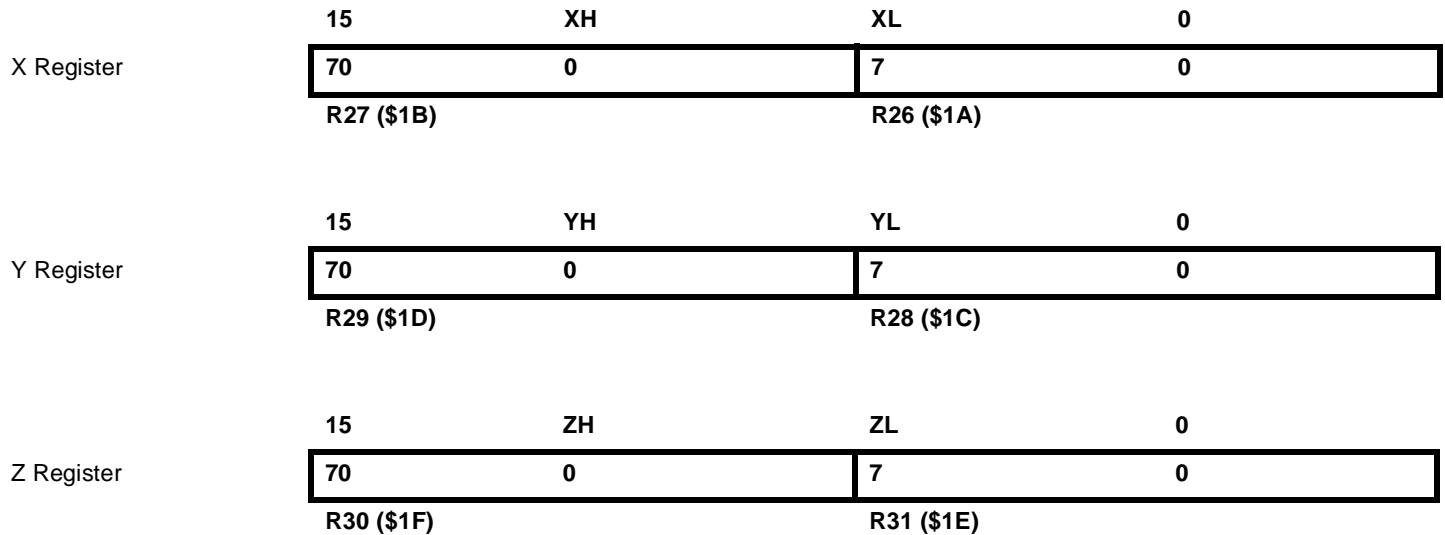 15 XH XL 0
X Register 70 0 7 0
R27 ($1B) R26 ($1A)
15 YH YL 0
Y Register 70 0 7 0
R29 ($1D) R28 ($1C)
15 ZH ZL 0
Z Register 70 0 7 0
R30 ($1F) R31 ($1E)